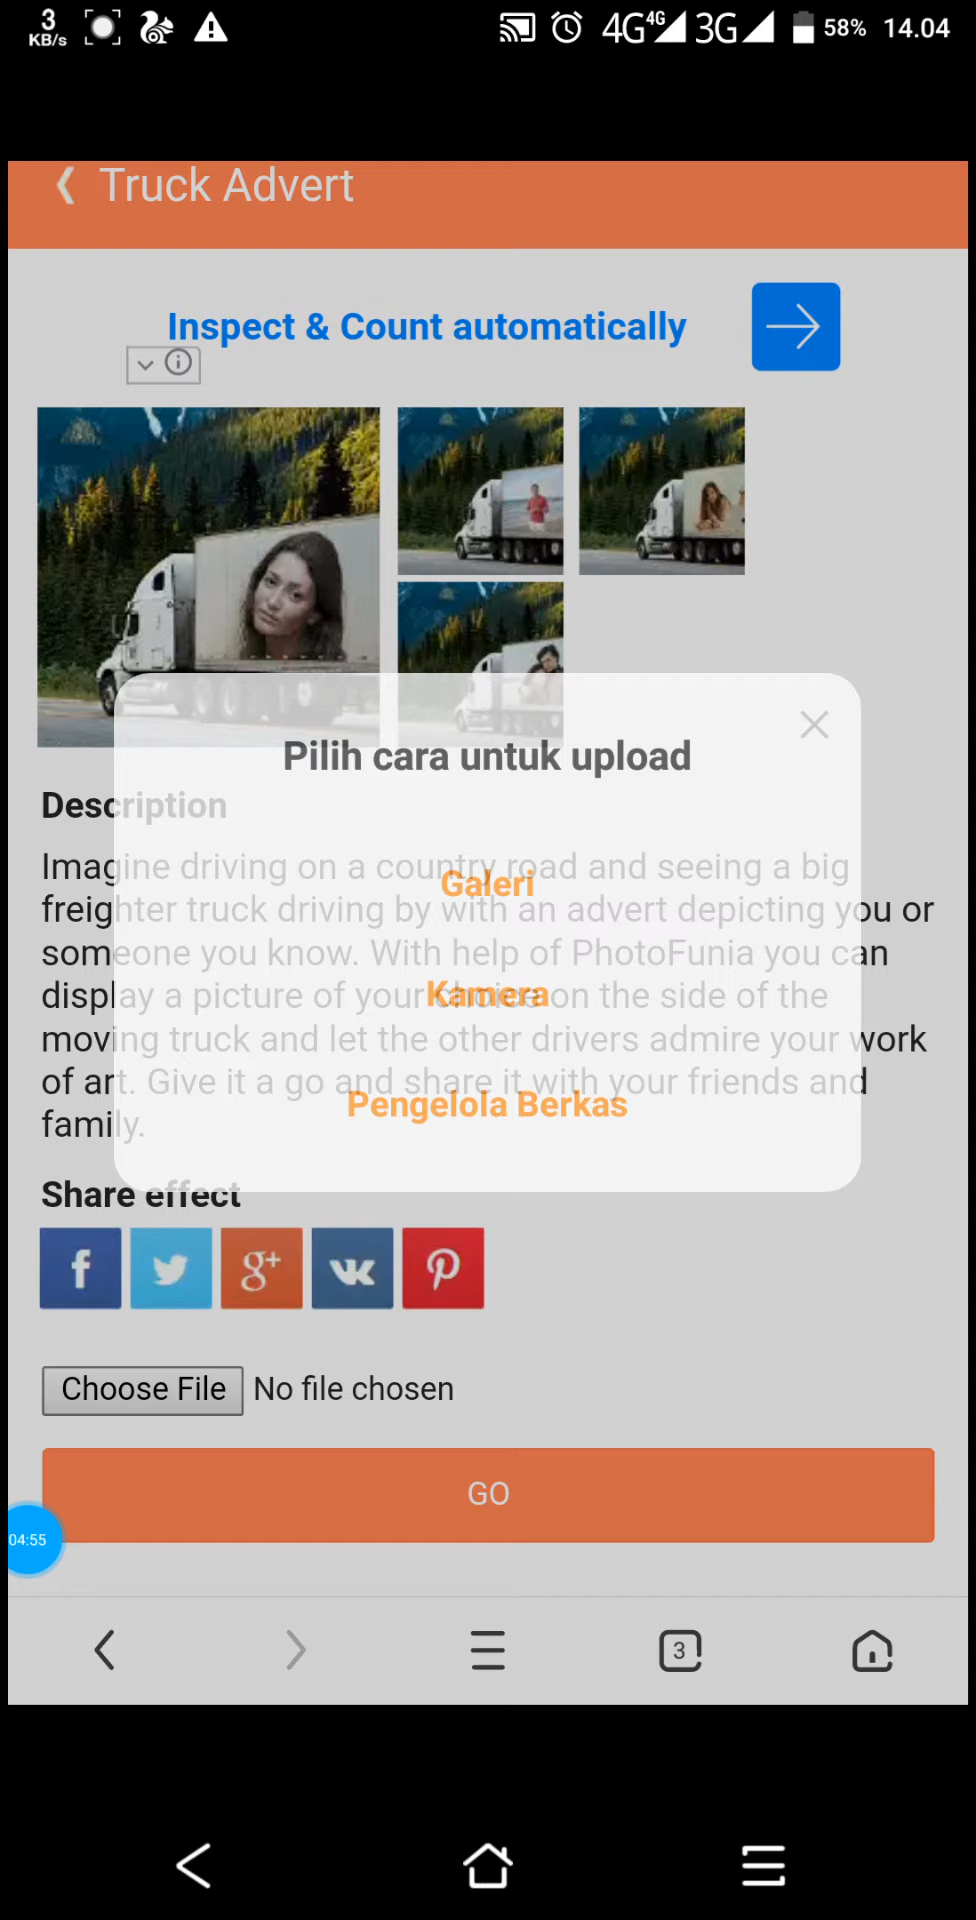 3
KB/s
4G 4G 3G 58% 14.04
Truck Advert
Inspect & Count automatically
Pilih cara untuk upload
Description
Imagine driving on a country road and seeing a big
Galeri
freighter truck driving by with an advert depicting you or
someone you know. With help of PhotoFunia you can
display a picture of your choice on the side of the
Kamera
moving truck and let the other drivers admire your work
of art. Give it a go and share it with your friends and
Pengelola Berkas
family.
Share effect
f g+ vk p
Choose File No file chosen
GO
04:55
3